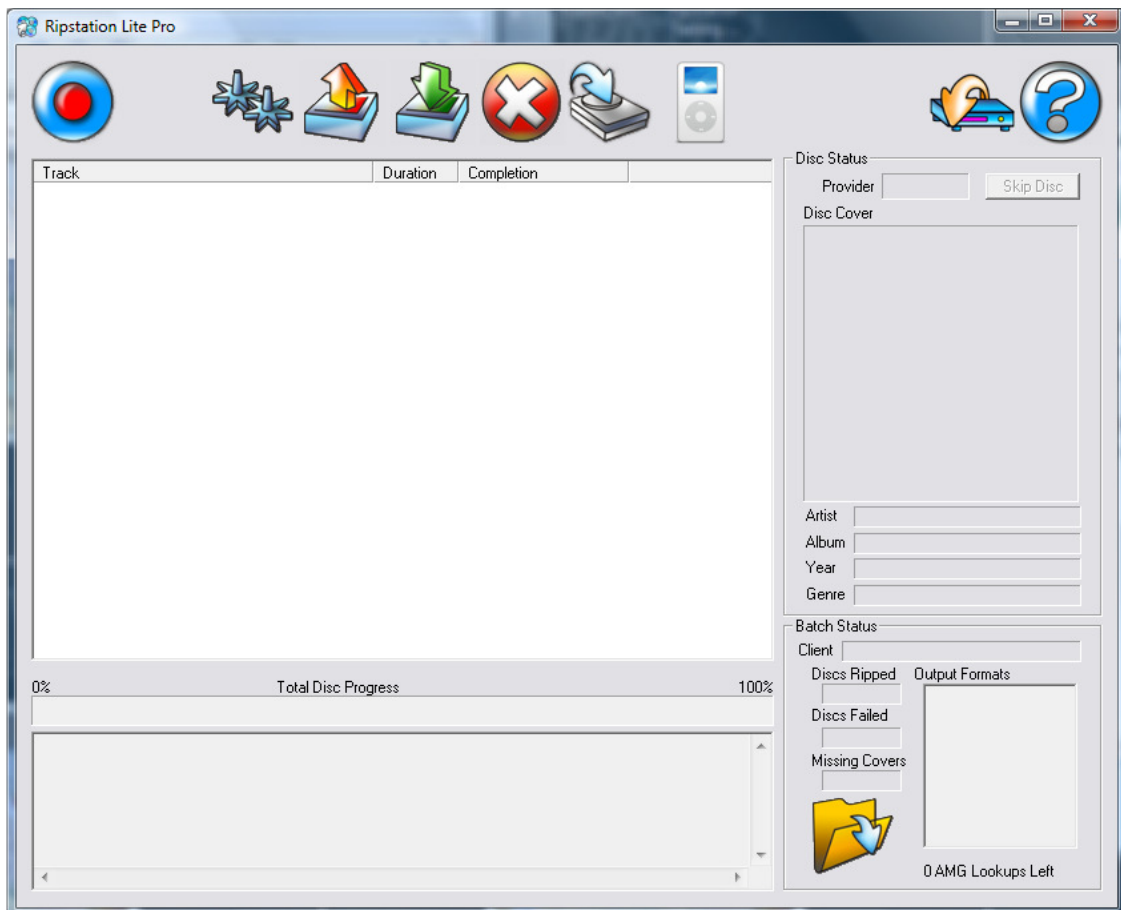 Ripstation Lite Pro
Track Duration Completion
Disc Status
Provider Skip Disc
Disc Cover
Artist
Album
Year
Genre
Batch Status
Client
Discs Ripped Output Formats
0% Total Disc Progress 100%
Discs Failed
Missing Covers
0 AMG Lookups Left